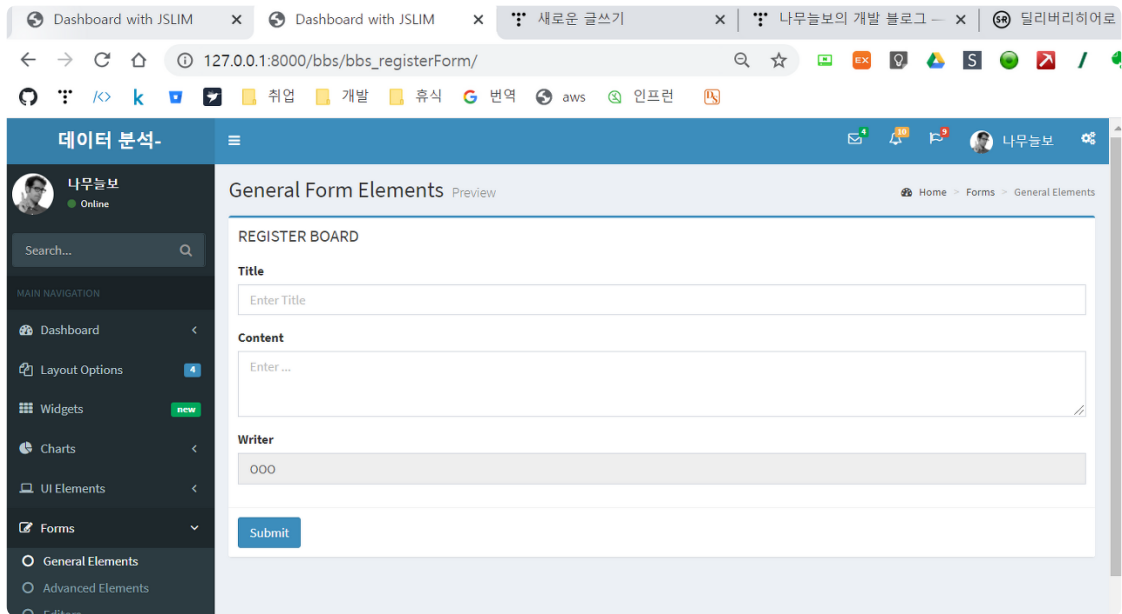 Dashboard with JSLIM
Dashboard with JSLIM
새로운 글쓰기
나무늘보의 개발 블로그 —
SR 딜리버리히어로
127.0.0.1:8000/bbs/bbs_registerForm/
EX
S
k
취업
개발
휴식
G 번역
aws
인프런
데이터 분석-
4
10
9
나무늘보
나무늘보
Online
General Form Elements Preview
Home > Forms > General Elements
Search...
REGISTER BOARD
Title
Enter Title
MAIN NAVIGATION
Dashboard
Content
Enter ...
Layout Options 4
Widgets new
Writer
OOO
Charts
UI Elements
Forms
Submit
General Elements
Advanced Elements
Editors